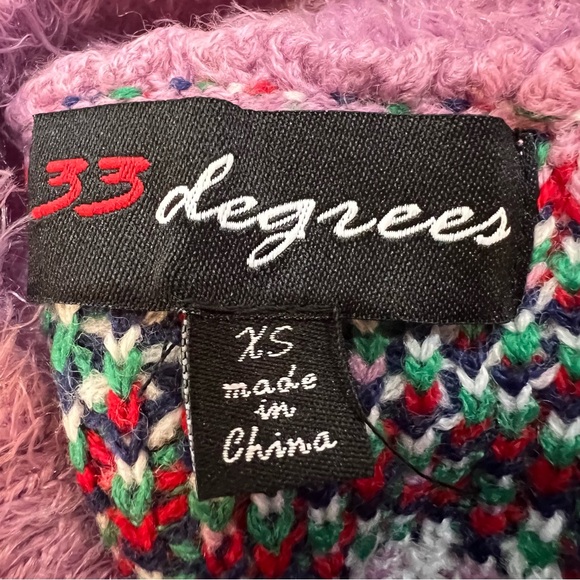 33 degrees
XS
made
in
China